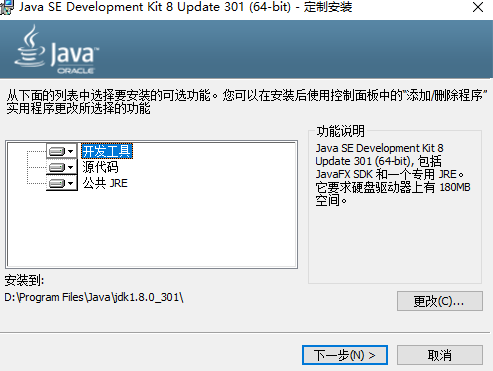 Java SE Development Kit 8 Update 301 (64-bit) - 定制安装
Java™
ORACLE
从下面的列表中选择要安装的可选功能。您可以在安装后使用控制面板中的“添加/删除程序”
实用程序更改所选择的功能
开发工具
源代码
公共 JRE
功能说明
Java SE Development Kit 8
Update 301 (64-bit), 包括
JavaFX SDK 和一个专用 JRE。
它要求硬盘驱动器上有 180MB
空间。
安装到:
D:\Program Files\Java\jdk1.8.0_301\
更改(C)...
下一步(N) >
取消